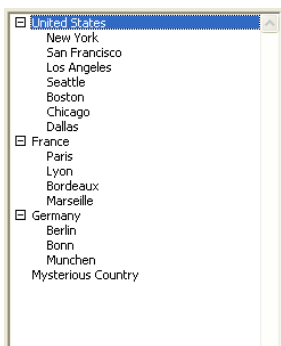 United States
New York
San Francisco
Los Angeles
Seattle
Boston
Chicago
Dallas
France
Paris
Lyon
Bordeaux
Marseille
Germany
Berlin
Bonn
Munchen
Mysterious Country